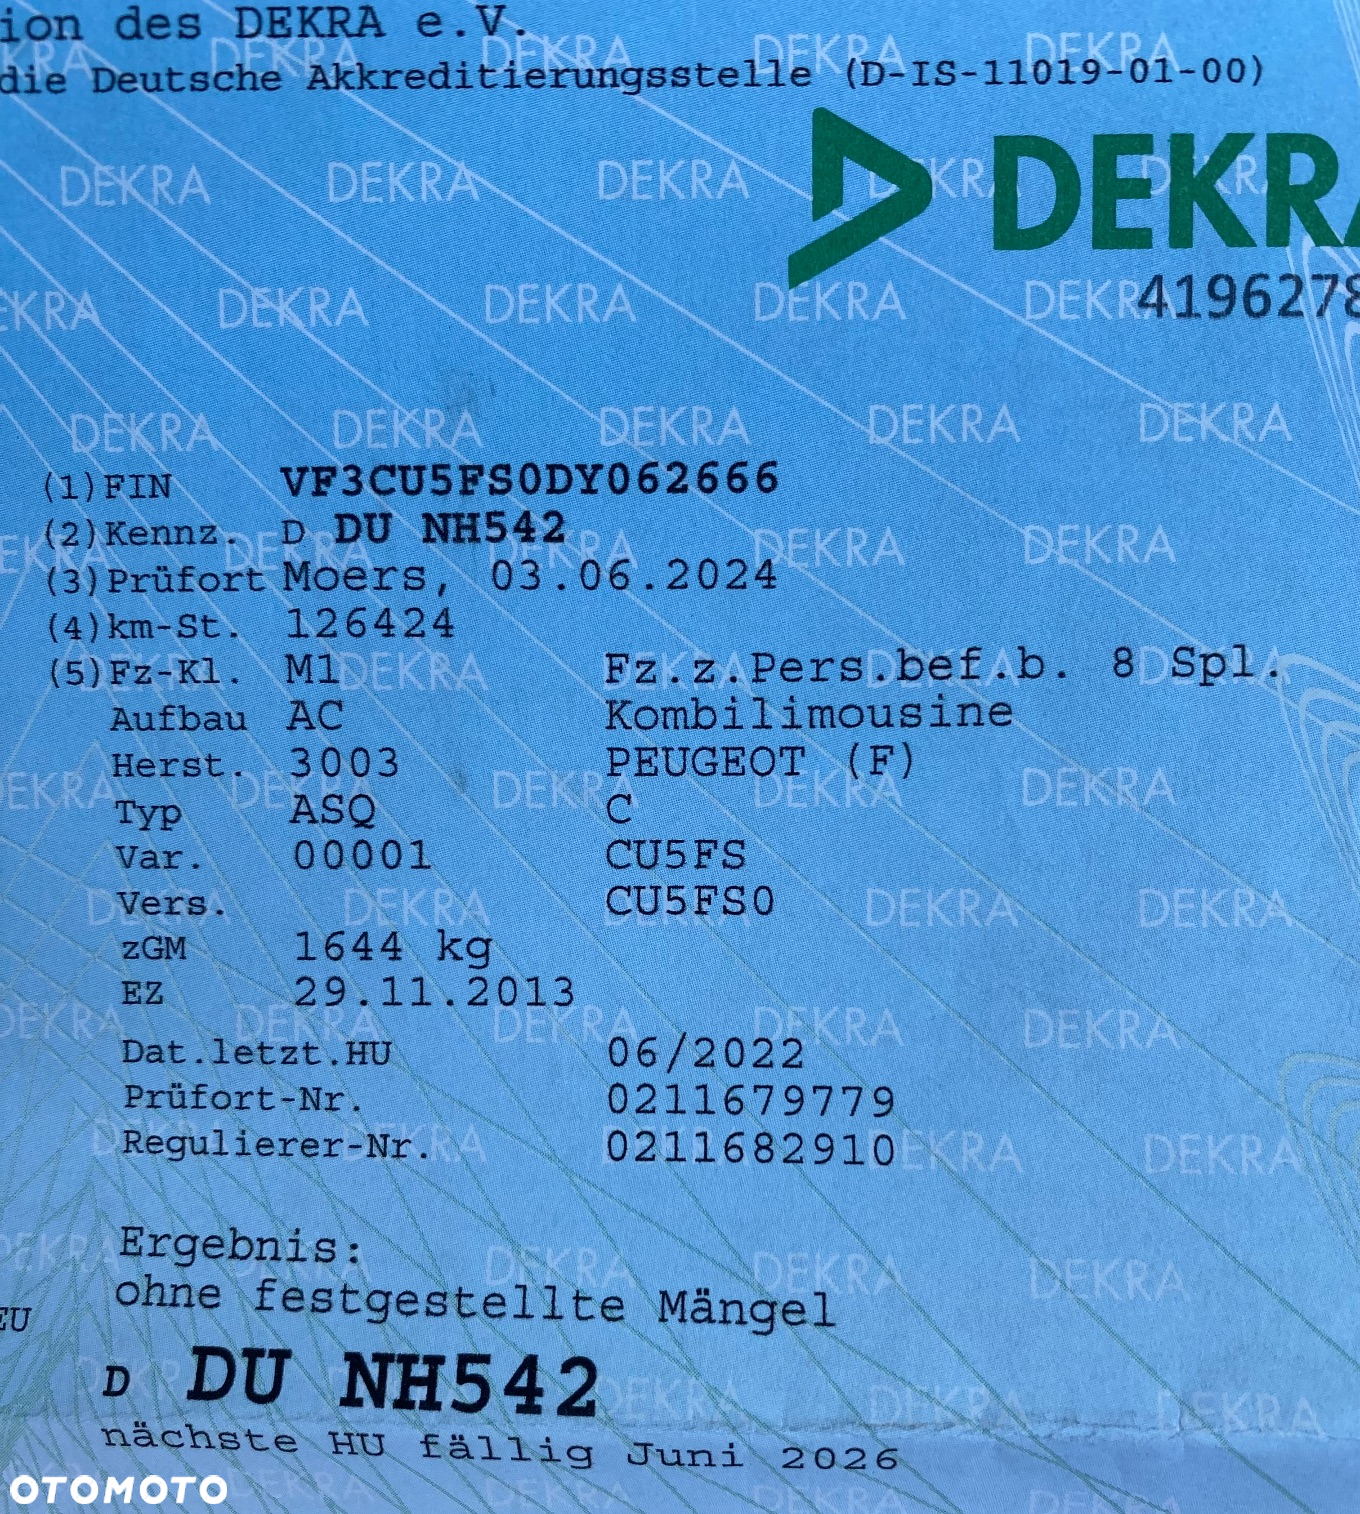 ion des DEKRA e.V.
die Deutsche Akkreditierungsstelle (D-IS-11019-01-00)
DEKRA
4196278
(1) FIN VF3CU5FS0DY062666
(2) Kennz. D DU NH542
(3) Prüfort Moers, 03.06.2024
(4) km-St. 126424
(5) Fz-Kl. M1 Fz.z.Pers.bef.b. 8 Spl.
Aufbau AC Kombilimousine
Herst. 3003 PEUGEOT (F)
Typ ASQ C
Var. 00001 CU5FS
Vers. CU5FS0
zGM 1644 kg
EZ 29.11.2013
Dat.letzt.HU 06/2022
Prüfort-Nr. 0211679779
Regulierer-Nr. 0211682910
Ergebnis:
ohne festgestellte Mängel
EU
D DU NH542
nächste HU fällig Juni 2026
OTOMOTO